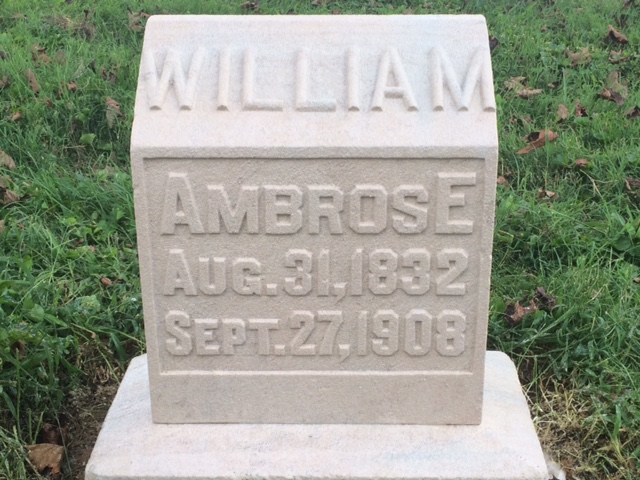 WILLIAM
AMBROSE
AUG. 31, 1832
SEPT. 27, 1908